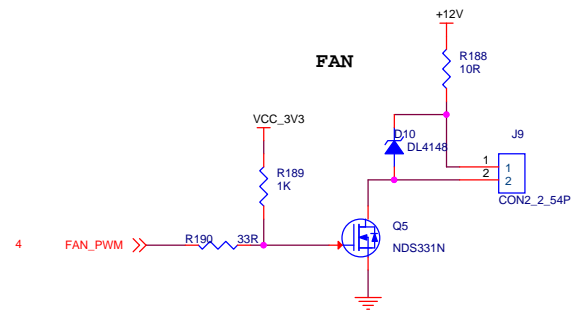 +12V
FAN
R188
10R
VCC_3V3
D10
DL4148
J9
1
1
2
2
CON2_2_54P
R189
1K
Q5
NDS331N
4
FAN_PWM
R190
33R